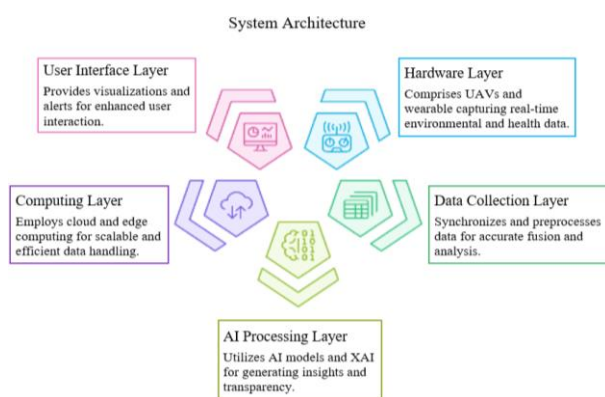 System Architecture
User Interface Layer
Provides visualizations and
alerts for enhanced user
interaction.
Hardware Layer
Comprises UAVs and
wearable capturing real-time
environmental and health data.
Computing Layer
Employs cloud and edge
computing for scalable and
efficient data handling.
Data Collection Layer
Synchronizes and preprocesses
data for accurate fusion and
analysis.
AI Processing Layer
Utilizes AI models and XAI
for generating insights and
transparency.